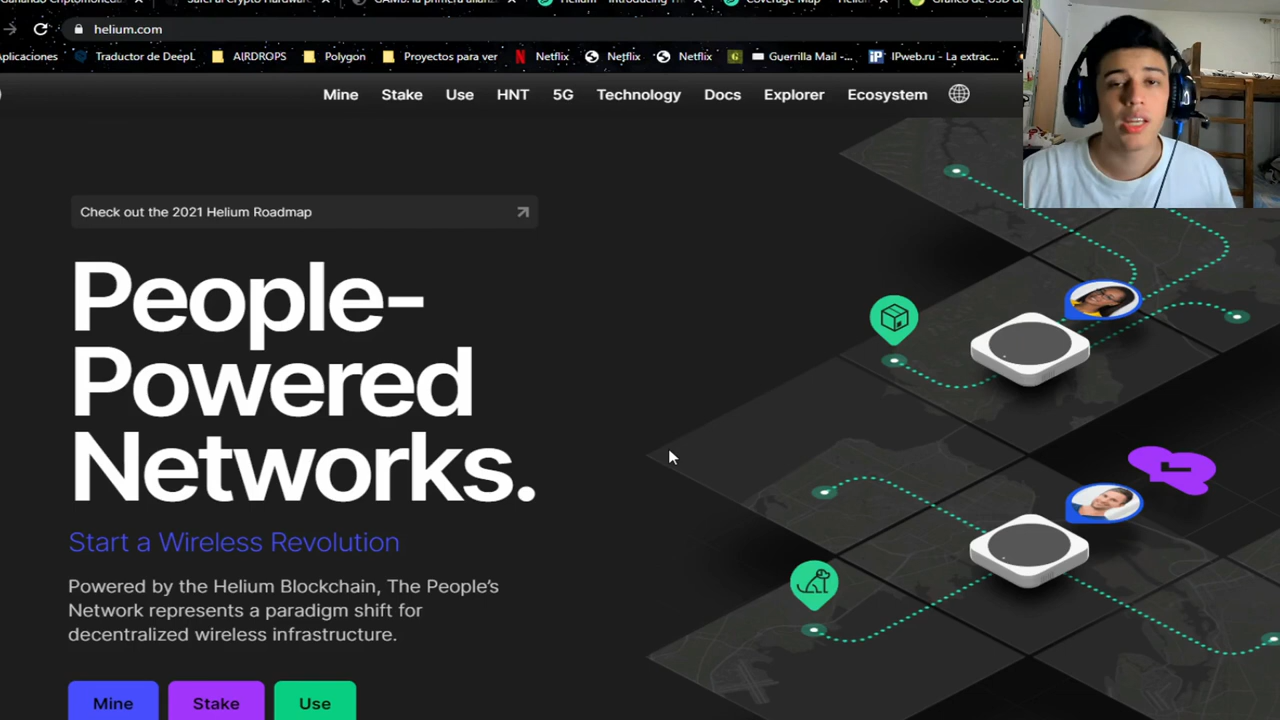 helium.com
Traductor de DeepL AIRDROPS Polygon Proyectos para ver Netflix Netflix Netflix Guerrilla Mail -... IPweb.ru - La extrac...
Mine Stake Use HNT 5G Technology Docs Explorer Ecosystem
Check out the 2021 Helium Roadmap
People-
Powered
Networks.
Start a Wireless Revolution
Powered by the Helium Blockchain, The People's
Network represents a paradigm shift for
decentralized wireless infrastructure.
Mine Stake Use